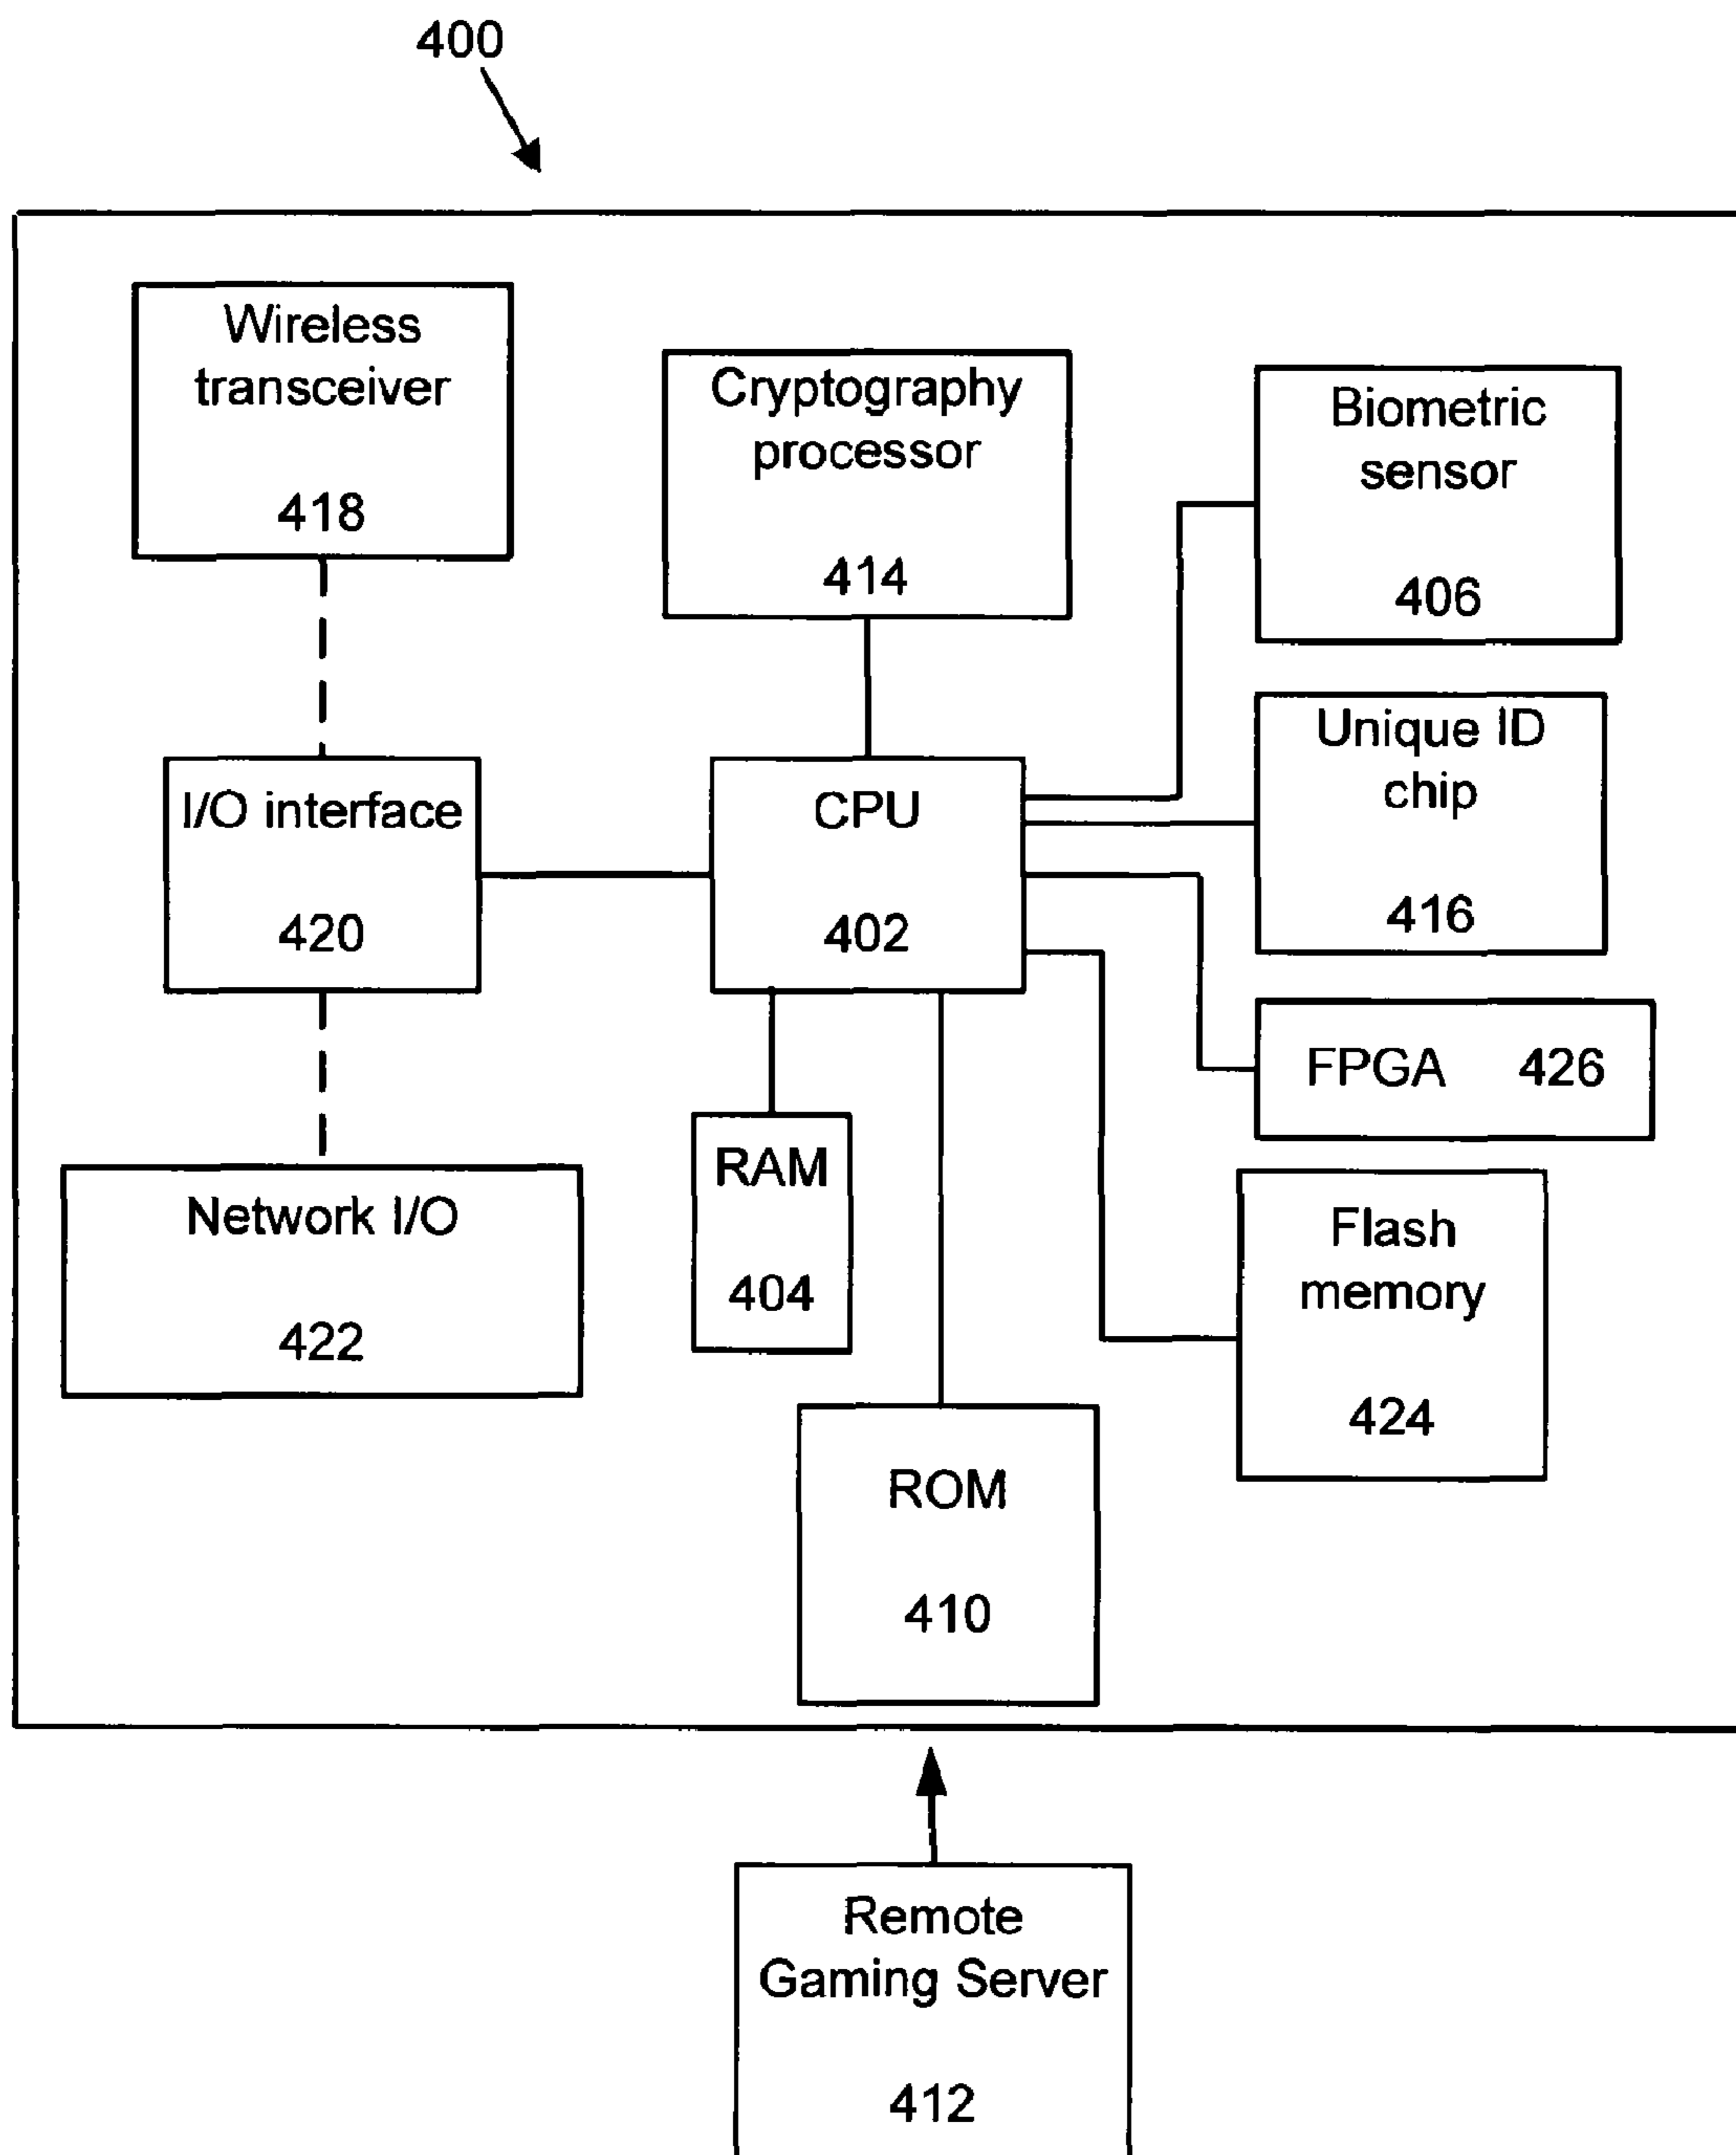 400
Wireless
transceiver
418
Cryptography
processor
414
Biometric
sensor
406
Unique ID
chip
416
I/O interface
420
CPU
402
FPGA 426
RAM
404
Network I/O
422
Flash
memory
424
ROM
410
Remote
Gaming Server
412